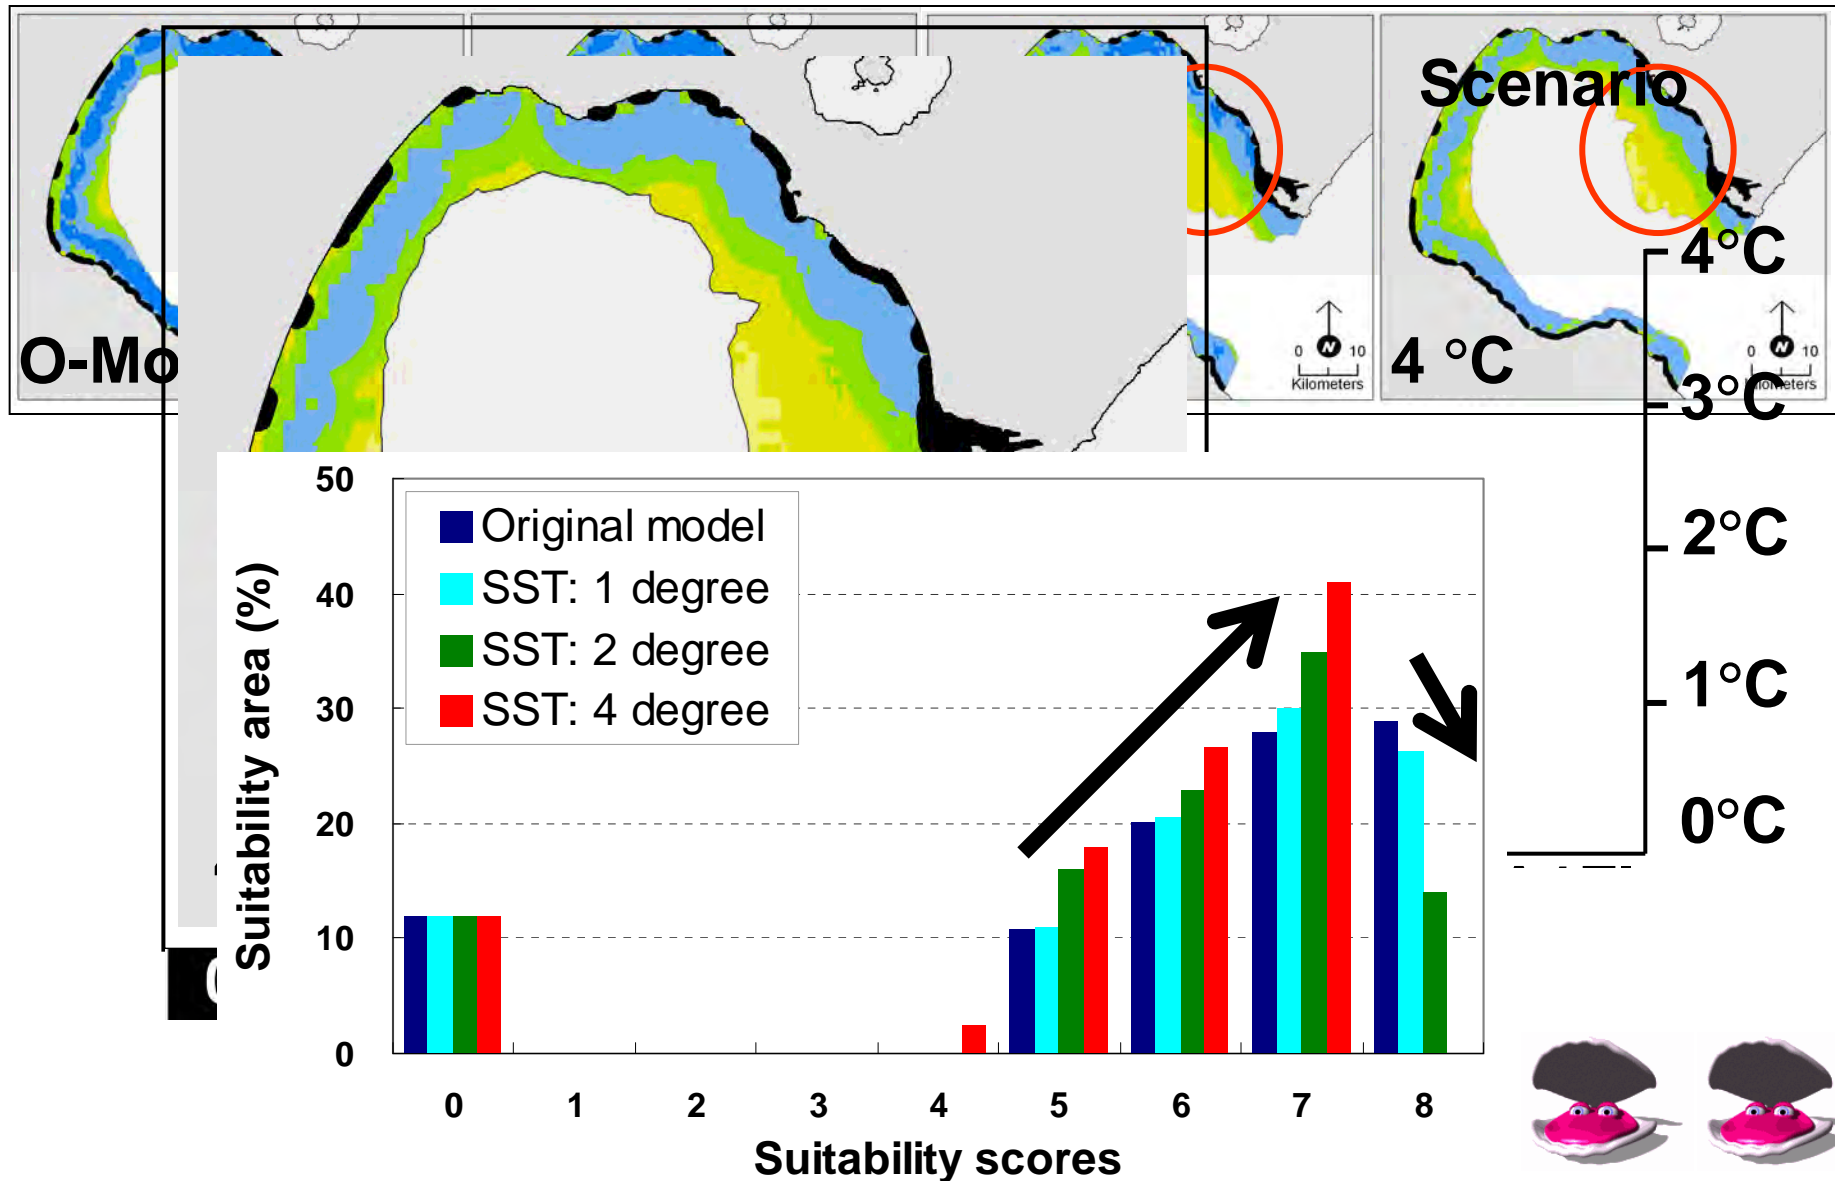 Scenario
O-Mo
4 °C
0 N 10
Kilometers
0 N 10
Kilometers
4°C
3°C
2°C
1°C
0°C
50
40
30
20
10
0
Suitability area (%)
Original model
SST: 1 degree
SST: 2 degree
SST: 4 degree
0 1 2 3 4 5 6 7 8
Suitability scores